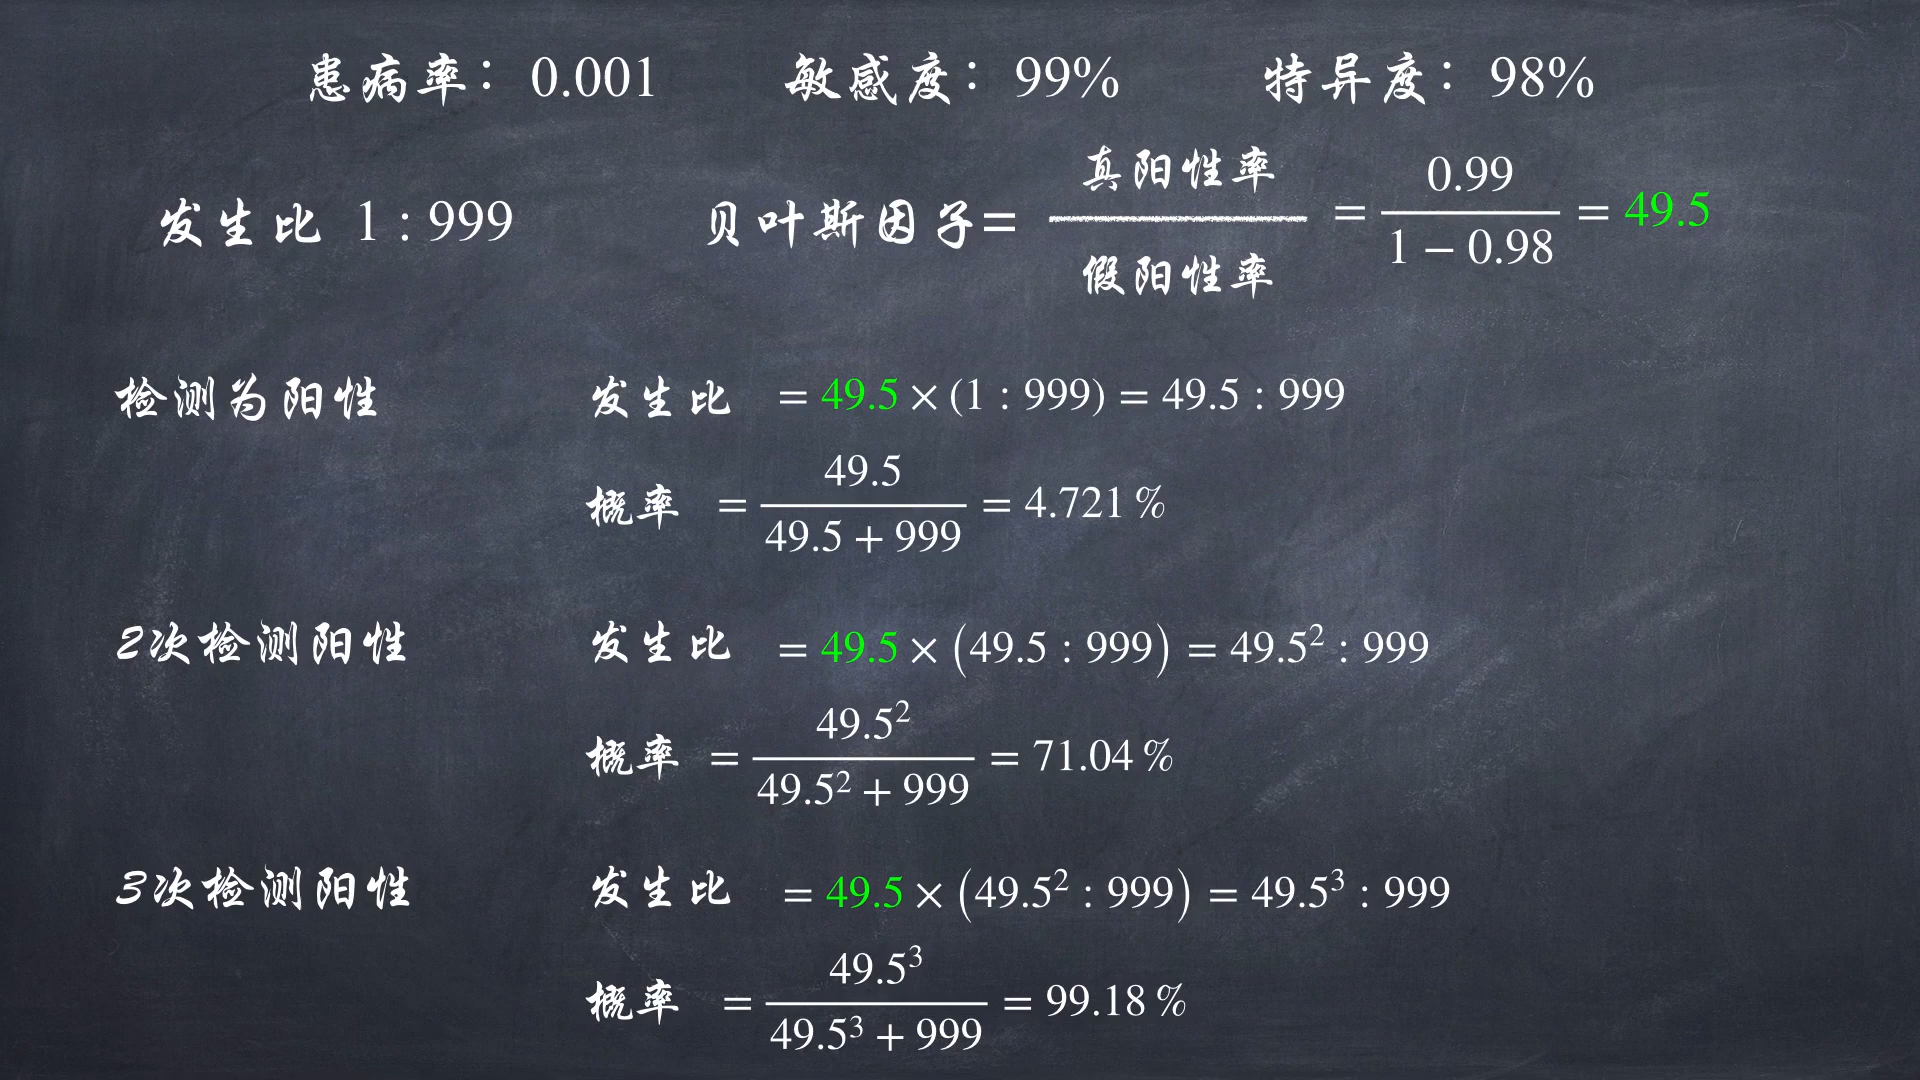 患病率：0.001 敏感度：99% 特异度：98%
发生比 1 : 999 贝叶斯因子= 真阳性率 / 假阳性率 = 0.99 / (1 − 0.98) = 49.5
检测为阳性 发生比 = 49.5 × (1 : 999) = 49.5 : 999
概率 = 49.5 / (49.5 + 999) = 4.721 %
2次检测阳性 发生比 = 49.5 × (49.5 : 999) = 49.5² : 999
概率 = 49.5² / (49.5² + 999) = 71.04 %
3次检测阳性 发生比 = 49.5 × (49.5² : 999) = 49.5³ : 999
概率 = 49.5³ / (49.5³ + 999) = 99.18 %